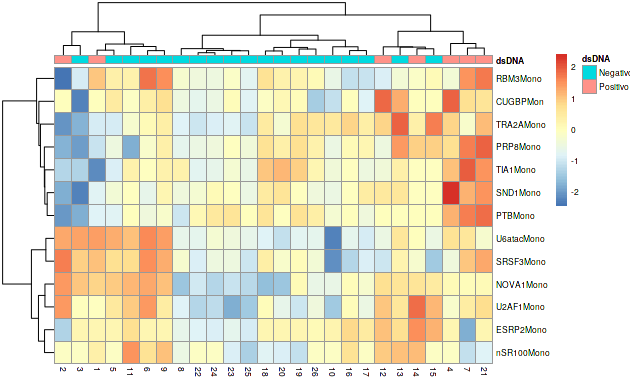 dsDNA
RBM3Mono
CUGBPMon
TRA2AMono
PRP8Mono
TIA1Mono
SND1Mono
PTBMono
U6atacMono
SRSF3Mono
NOVA1Mono
U2AF1Mono
ESRP2Mono
nSR100Mono
2 3 1 5 11 6 9 8 22 24 23 25 18 20 19 26 10 16 17 12 13 14 15 4 7 21
2
1
0
-1
-2
dsDNA
Negativo
Positivo